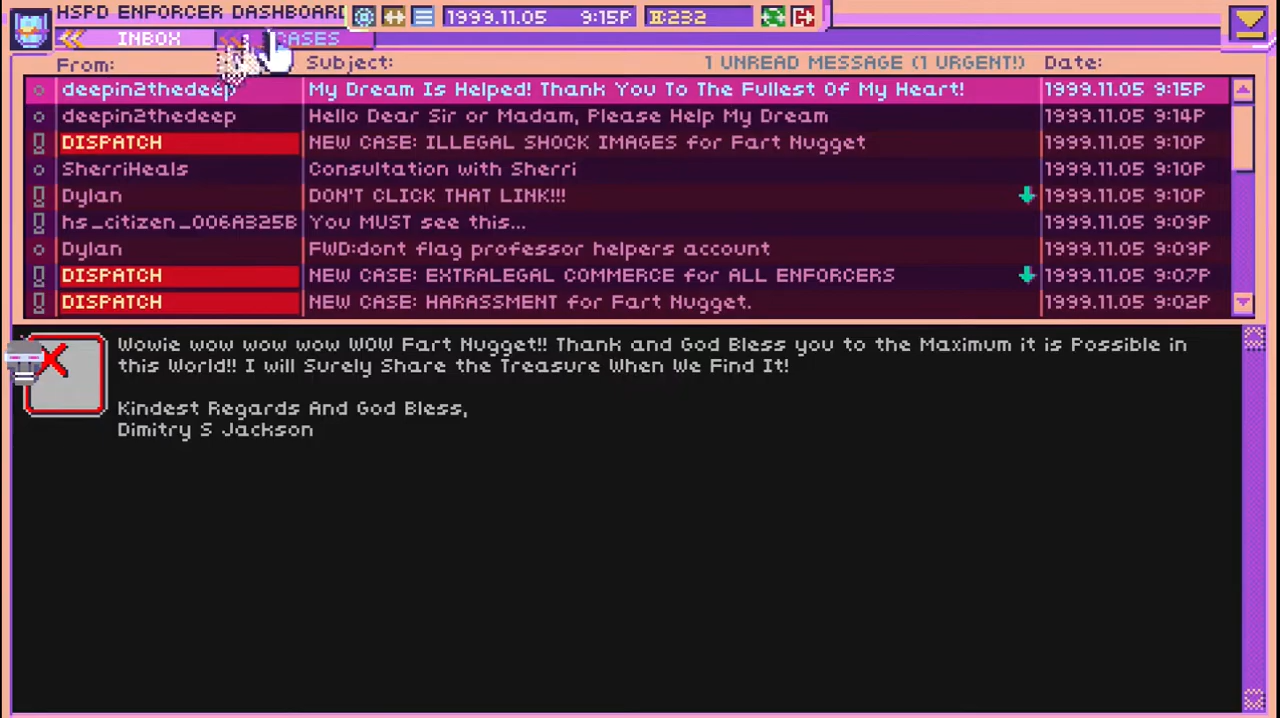 HSPD ENFORCER DASHBOARD
1999.11.05 9:15P
232
INBOX
CASES
From: Subject: 1 UNREAD MESSAGE (1 URGENT!) Date:
deepin2thedeep My Dream Is Helped! Thank You To The Fullest Of My Heart! 1999.11.05 9:15P
deepin2thedeep Hello Dear Sir or Madam, Please Help My Dream 1999.11.05 9:14P
DISPATCH NEW CASE: ILLEGAL SHOCK IMAGES for Fart Nugget 1999.11.05 9:10P
SherriHeals Consultation with Sherri 1999.11.05 9:10P
Dylan DON'T CLICK THAT LINK!!! 1999.11.05 9:10P
hs_citizen_006A325B You MUST see this... 1999.11.05 9:09P
Dylan FWD:dont flag professor helpers account 1999.11.05 9:09P
DISPATCH NEW CASE: EXTRALEGAL COMMERCE for ALL ENFORCERS 1999.11.05 9:07P
DISPATCH NEW CASE: HARASSMENT for Fart Nugget. 1999.11.05 9:02P
Wowie wow wow wow WOW Fart Nugget!! Thank and God Bless you to the Maximum it is Possible in
this World!! I will Surely Share the Treasure When We Find It!
Kindest Regards And God Bless,
Dimitry S Jackson